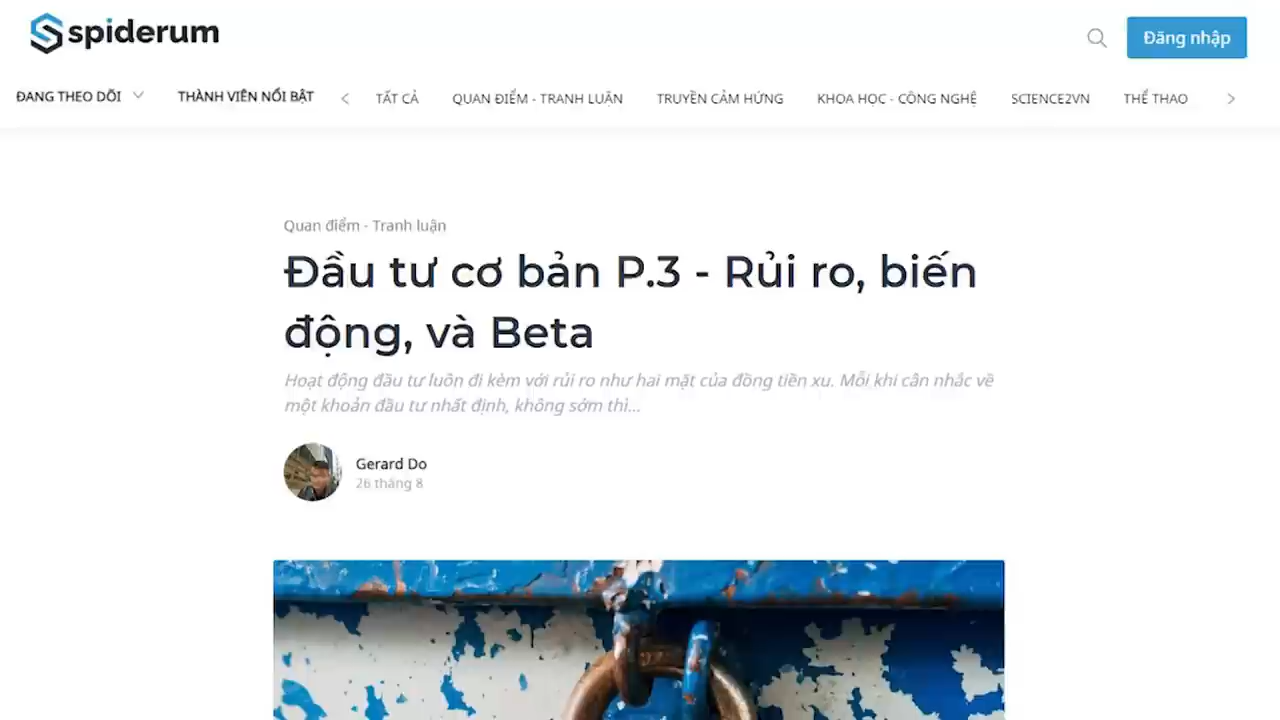 spiderum
Đăng nhập
ĐANG THEO DÕI
THÀNH VIÊN NỔI BẬT
TẤT CẢ
QUAN ĐIỂM - TRANH LUẬN
TRUYỀN CẢM HỨNG
KHOA HỌC - CÔNG NGHỆ
SCIENCE2VN
THỂ THAO
Quan điểm - Tranh luận
Đầu tư cơ bản P.3 - Rủi ro, biến
động, và Beta
Hoạt động đầu tư luôn đi kèm với rủi ro như hai mặt của đồng tiền xu. Mỗi khi cân nhắc về
một khoản đầu tư nhất định, không sớm thì...
Gerard Do
26 tháng 8